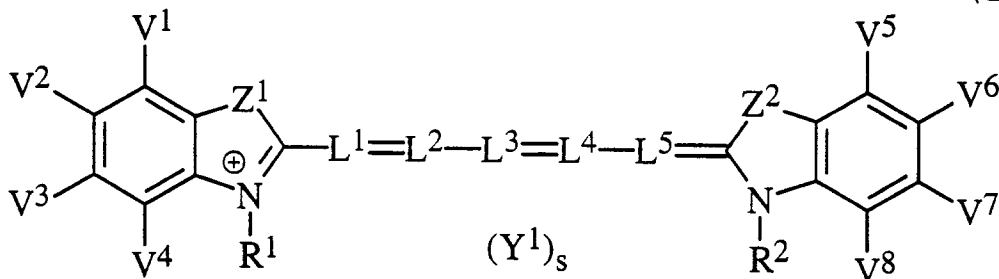 V¹ V⁵
V² Z¹ Z² V⁶
⊕ L¹=L²—L³=L⁴—L⁵=
V³ N N V⁷
V⁴ R¹ (Y¹)ₛ R² V⁸